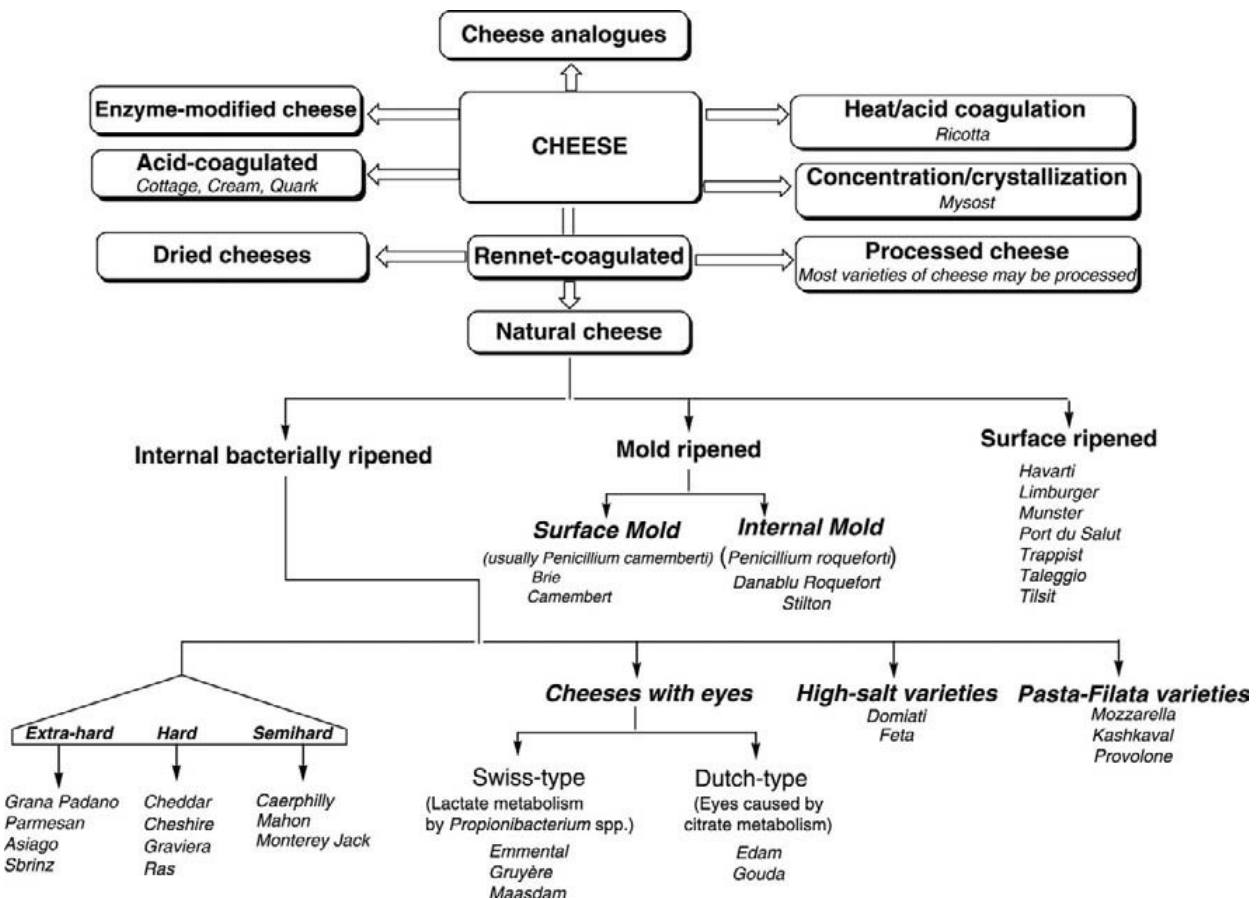 Cheese analogues
Enzyme-modified cheese
CHEESE
Heat/acid coagulation
Ricotta
Acid-coagulated
Cottage, Cream, Quark
Concentration/crystallization
Mysost
Dried cheeses
Rennet-coagulated
Processed cheese
Most varieties of cheese may be processed
Natural cheese
Internal bacterially ripened
Mold ripened
Surface ripened
Havarti
Limburger
Munster
Port du Salut
Trappist
Taleggio
Tilsit
Surface Mold
(usually Penicillium camemberti)
Brie
Camembert
Internal Mold
(Penicillium roqueforti)
Danablu Roquefort
Stilton
Extra-hard
Grana Padano
Parmesan
Asiago
Sbrinz
Hard
Cheddar
Cheshire
Graviera
Ras
Semihard
Caerphilly
Mahon
Monterey Jack
Cheeses with eyes
Swiss-type
(Lactate metabolism
by Propionibacterium spp.)
Emmental
Gruyère
Maasdam
Dutch-type
(Eyes caused by
citrate metabolism)
Edam
Gouda
High-salt varieties
Domiati
Feta
Pasta-Filata varieties
Mozzarella
Kashkaval
Provolone